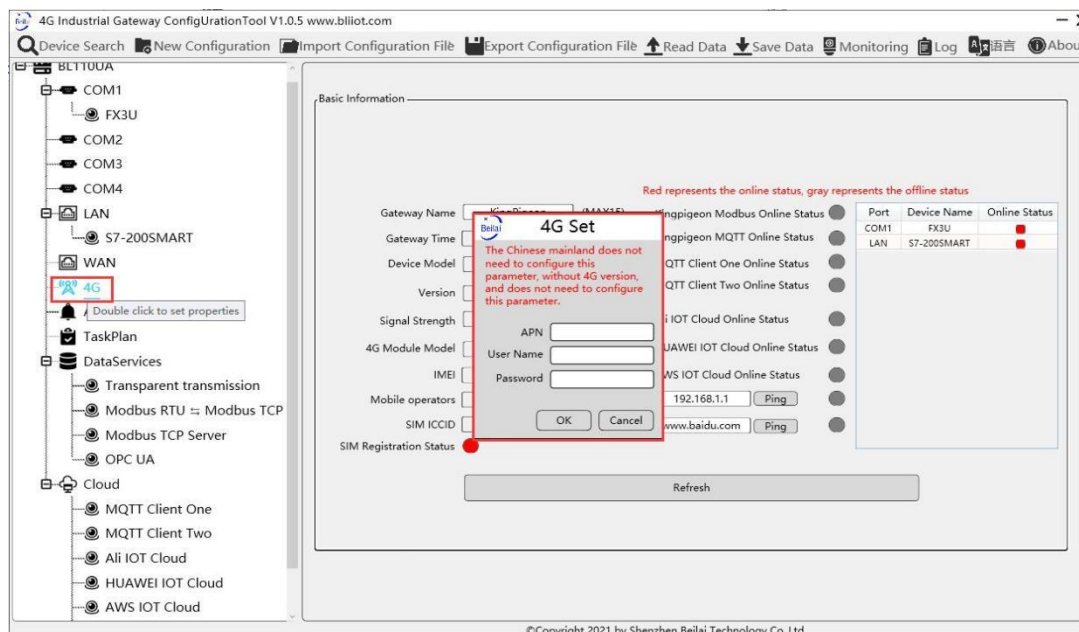 4G Industrial Gateway ConfigUrationTool V1.0.5 www.bliiot.com
Device Search New Configuration Import Configuration File Export Configuration File Read Data Save Data Monitoring Log 语言 Abou
BLT10UA
COM1
FX3U
COM2
COM3
COM4
LAN
S7-200SMART
WAN
4G
Double click to set properties
TaskPlan
DataServices
Transparent transmission
Modbus RTU ⇆ Modbus TCP
Modbus TCP Server
OPC UA
Cloud
MQTT Client One
MQTT Client Two
Ali IOT Cloud
HUAWEI IOT Cloud
AWS IOT Cloud
Basic Information
Red represents the online status, gray represents the offline status
Gateway Name
Gateway Time
Device Model
Version
Signal Strength
4G Module Model
IMEI
Mobile operators
SIM ICCID
SIM Registration Status
Beilai
4G Set
The Chinese mainland does not
need to configure this
parameter, without 4G version,
and does not need to configure
this parameter.
APN
User Name
Password
OK Cancel
Modbus Online Status
MQTT Online Status
Client One Online Status
Client Two Online Status
IOT Cloud Online Status
IOT Cloud Online Status
IOT Cloud Online Status
192.168.1.1 Ping
www.baidu.com Ping
Port Device Name Online Status
COM1 FX3U
LAN S7-200SMART
Refresh
©Copyright 2021 by Shenzhen Beilai Technology Co.,Ltd